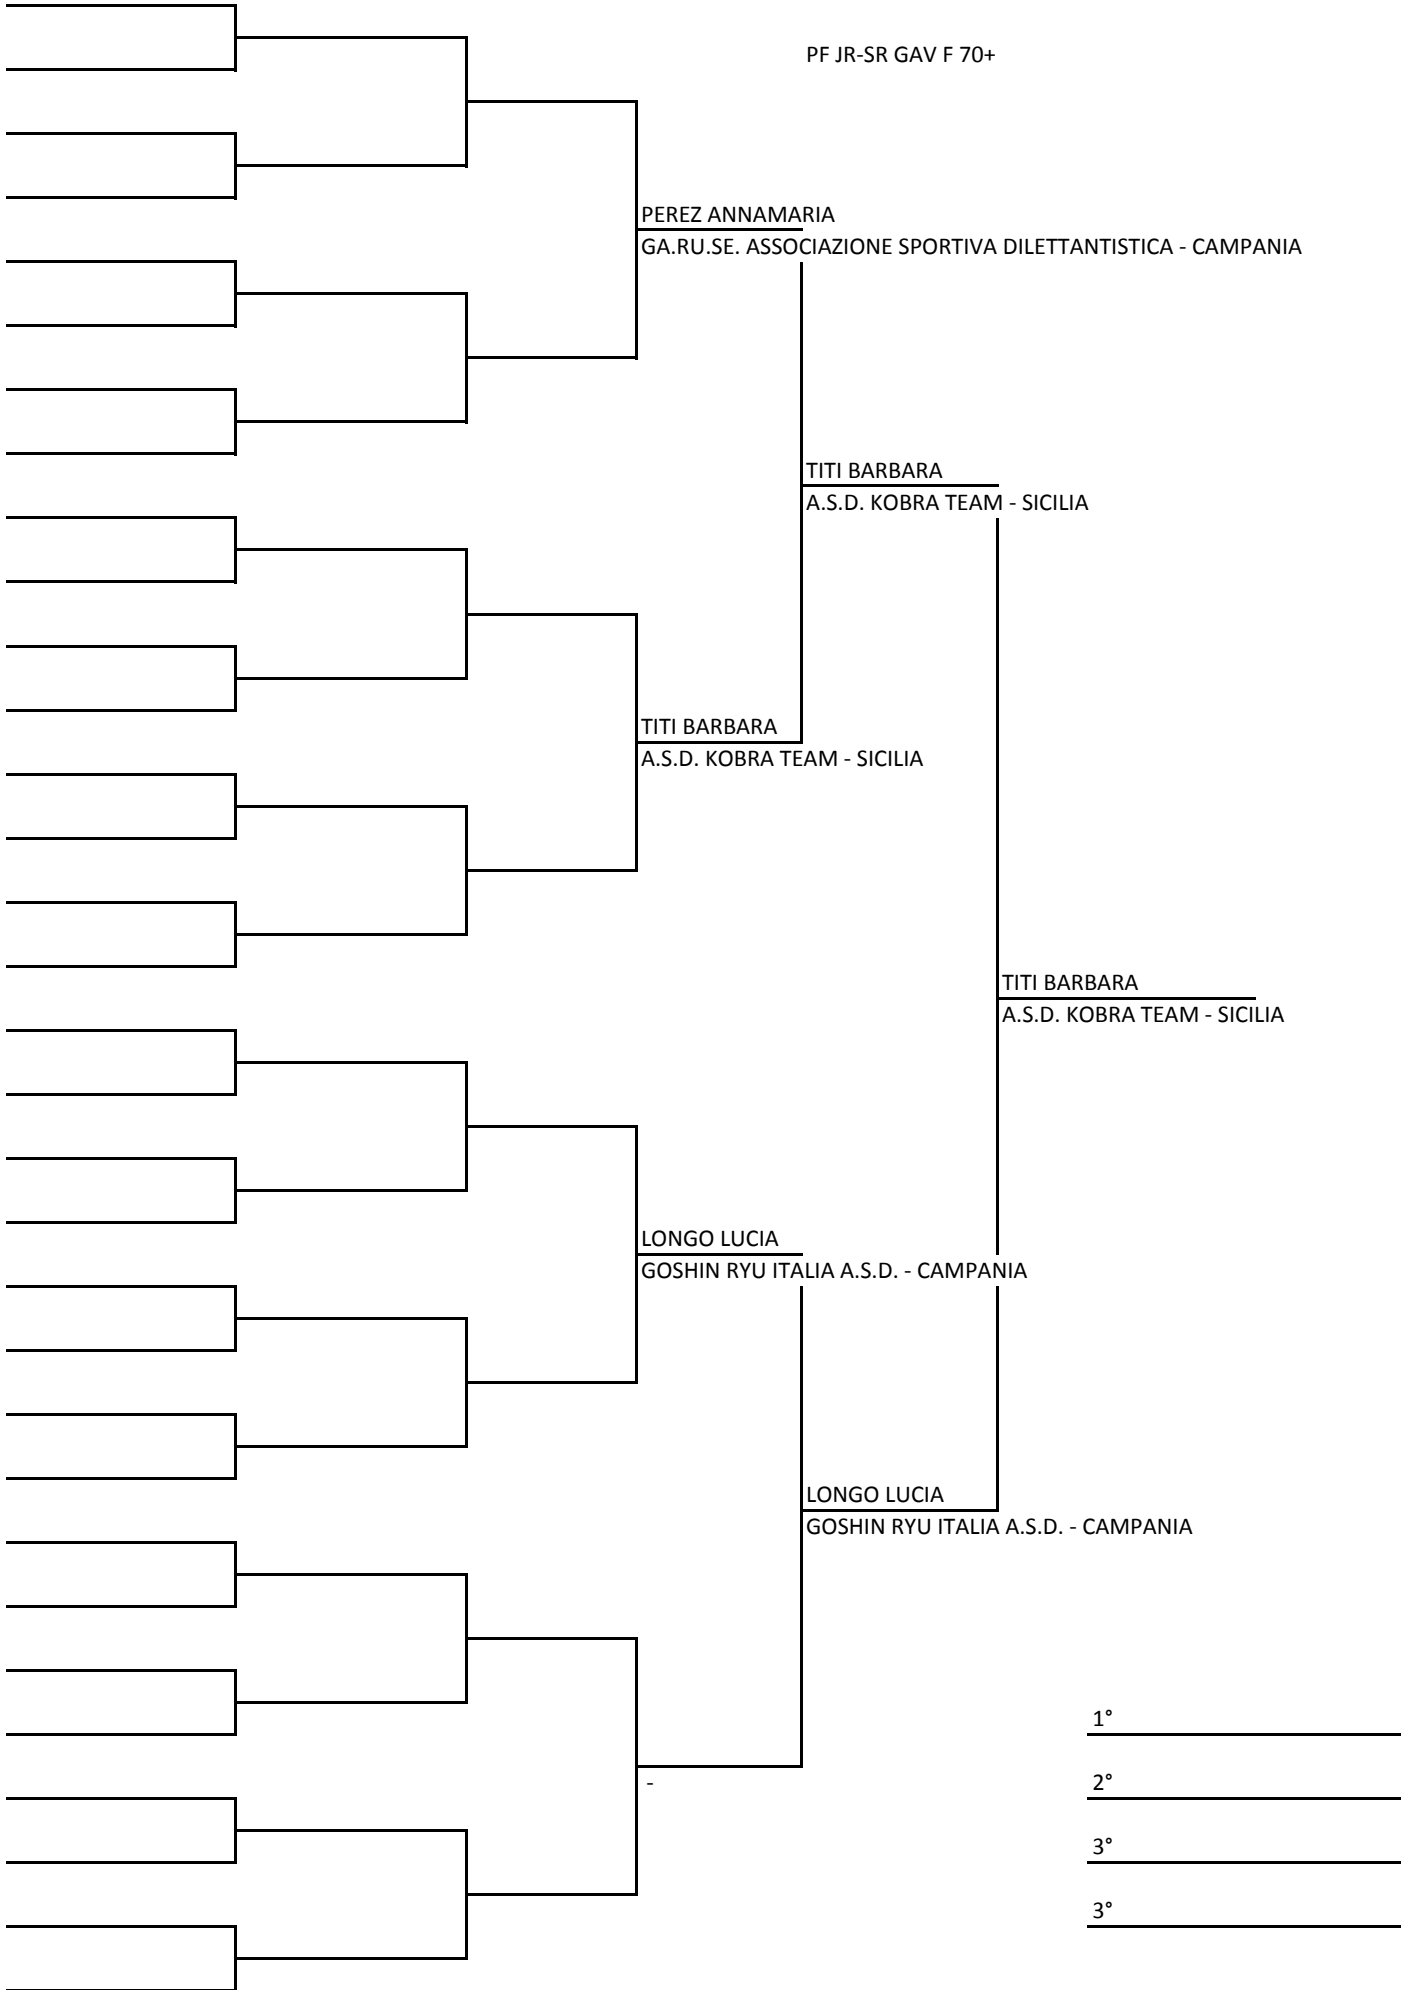 PF JR-SR GAV F 70+
PEREZ ANNAMARIA
GA.RU.SE. ASSOCIAZIONE SPORTIVA DILETTANTISTICA - CAMPANIA
TITI BARBARA
A.S.D. KOBRA TEAM - SICILIA
TITI BARBARA
A.S.D. KOBRA TEAM - SICILIA
TITI BARBARA
A.S.D. KOBRA TEAM - SICILIA
LONGO LUCIA
GOSHIN RYU ITALIA A.S.D. - CAMPANIA
LONGO LUCIA
GOSHIN RYU ITALIA A.S.D. - CAMPANIA
1°
-
2°
3°
3°